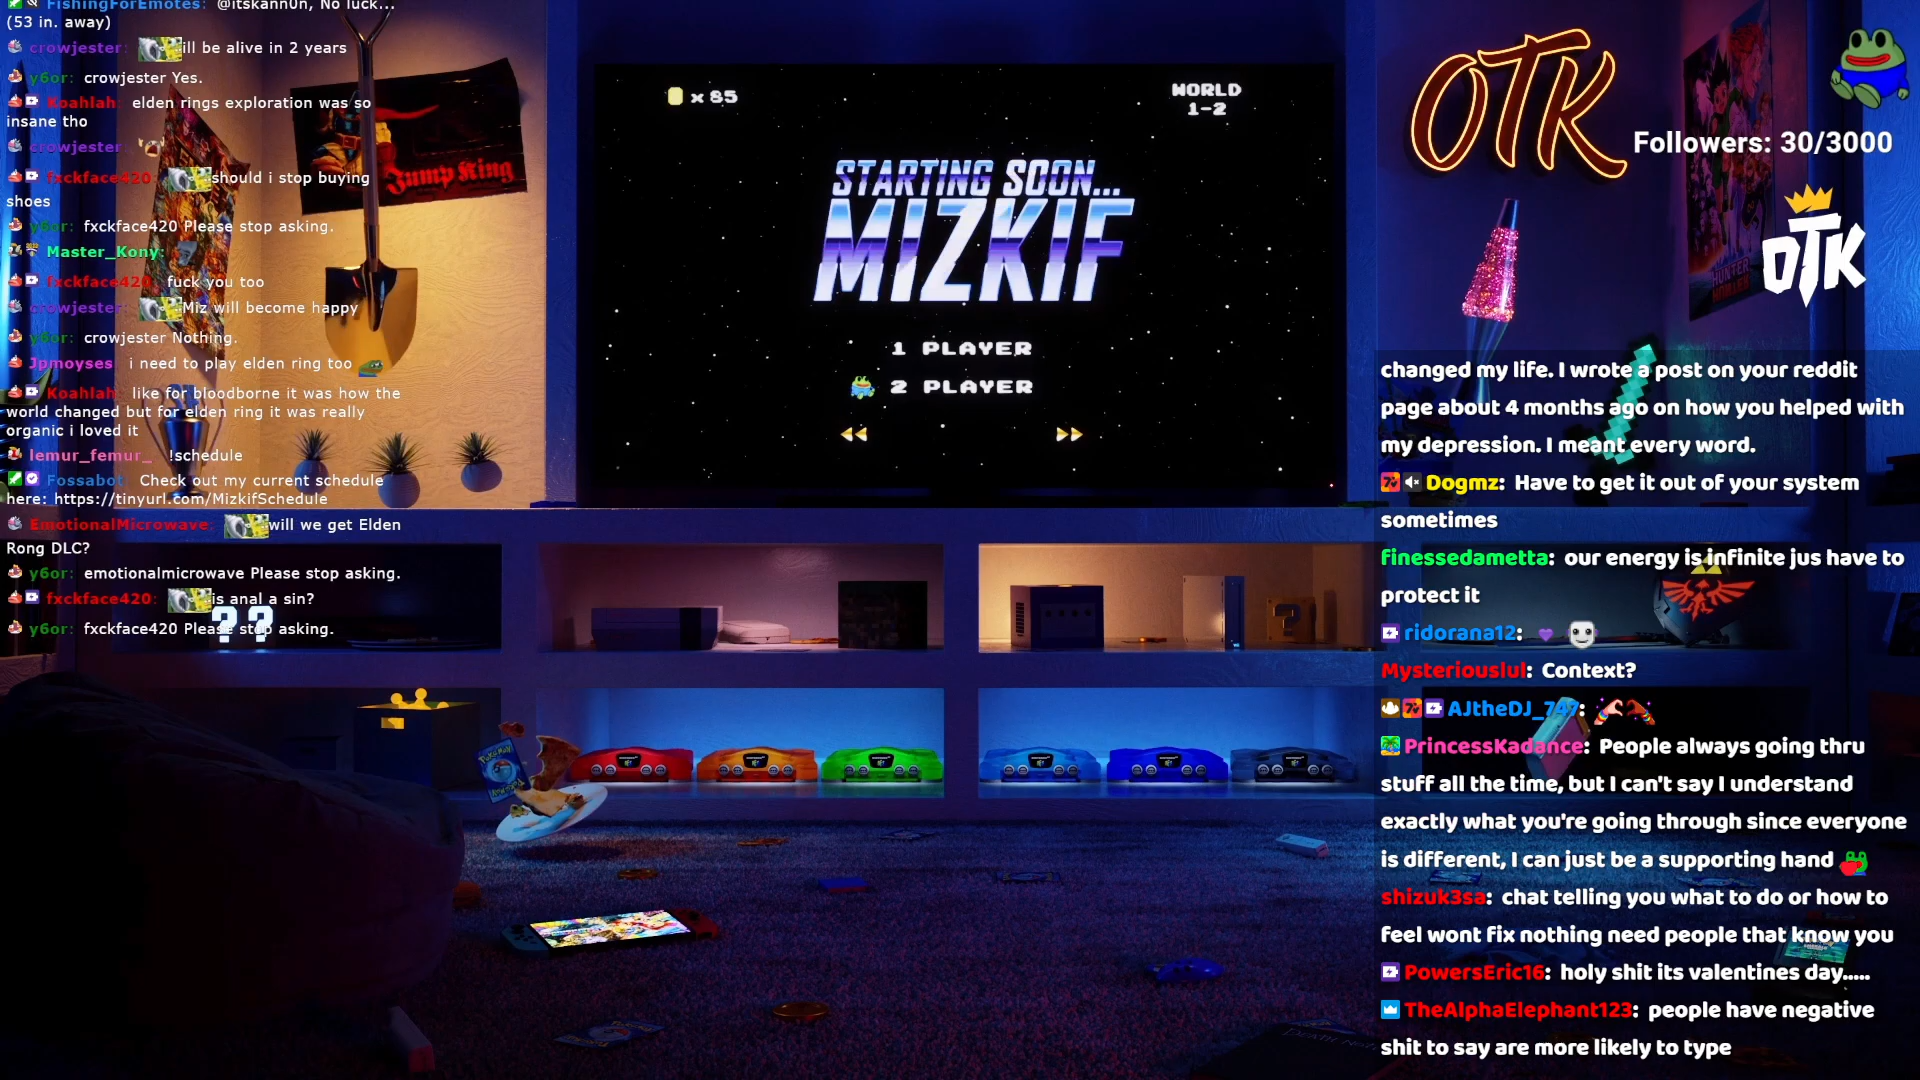 FishingForEmotes: @itskann0n, No luck...
(53 in. away)
crowjester: ill be alive in 2 years
y6or: crowjester Yes.
Koahlah: elden rings exploration was so
insane tho
crowjester:
fxckface420: should i stop buying
shoes
y6or: fxckface420 Please stop asking.
Master_Kony:
fxckface420: fuck you too
crowjester: Miz will become happy
y6or: crowjester Nothing.
Jpmoyses: i need to play elden ring too
Koahlah: like for bloodborne it was how the
world changed but for elden ring it was really
organic i loved it
lemur_femur_: !schedule
Fossabot: Check out my current schedule
here: https://tinyurl.com/MizkifSchedule
EmotionalMicrowave: will we get Elden
Rong DLC?
y6or: emotionalmicrowave Please stop asking.
fxckface420: is anal a sin?
y6or: fxckface420 Please stop asking.
? ?
Jump King
x 85
WORLD
1-2
STARTING SOON...
MIZKIF
1 PLAYER
2 PLAYER
?
OTK
Followers: 30/3000
OTK
HUNTER
changed my life. I wrote a post on your reddit
page about 4 months ago on how you helped with
my depression. I meant every word.
Dogmz: Have to get it out of your system
sometimes
finessedametta: our energy is infinite jus have to
protect it
ridorana12:
Mysteriouslul: Context?
AJtheDJ_747:
PrincessKadance: People always going thru
stuff all the time, but I can't say I understand
exactly what you're going through since everyone
is different, I can just be a supporting hand
shizuk3sa: chat telling you what to do or how to
feel wont fix nothing need people that know you
PowersEric16: holy shit its valentines day.....
TheAlphaElephant123: people have negative
shit to say are more likely to type